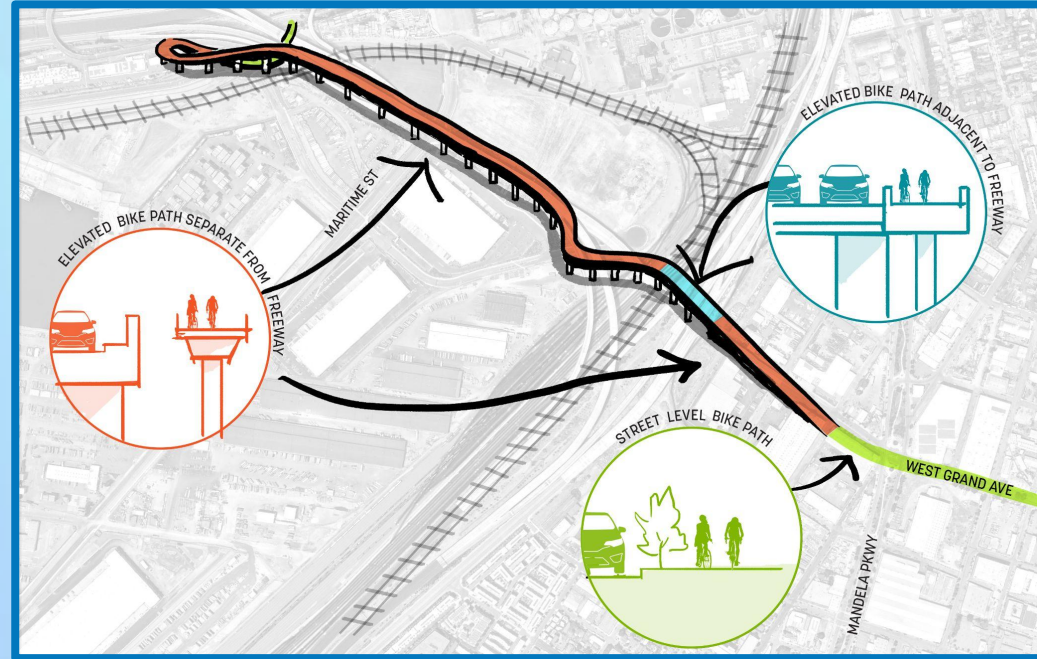 ELEVATED BIKE PATH ADJACENT TO FREEWAY
MARITIME ST
ELEVATED BIKE PATH SEPARATE FROM FREEWAY
STREET LEVEL BIKE PATH
WEST GRAND AVE
MANDELA PKWY